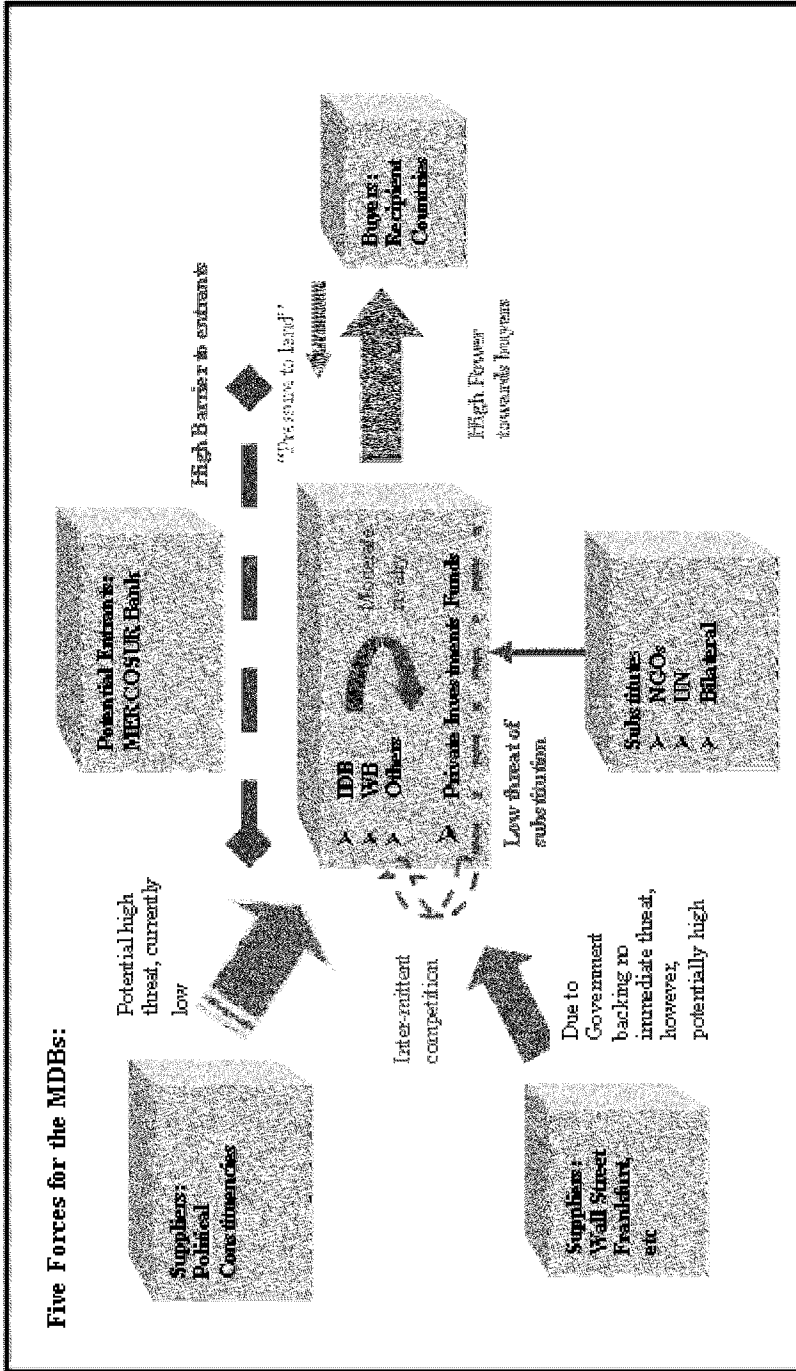 Five Forces for the MDBs:
Suppliers:
Political
Constituencies
Potential high
threat, currently
low
Potential Entrants:
MERCOSUR Bank
High Barrier to entrants
"Pressure to lend"
Buyers:
Recipient
Countries
High Power
towards buyers
➤ IDB
➤ WB
➤ Others
Moderate
rivalry
➤ Private Investments Funds
Inter-mittent
competition
Low threat of
substitution
Suppliers:
Wall Street
Frankfurt,
etc
Due to
Government
backing no
immediate threat,
however,
potentially high
Substitutes
➤ NGOs
➤ UN
➤ Bilateral